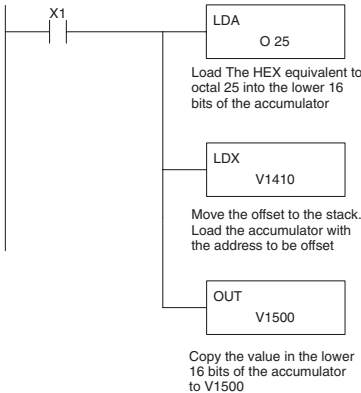 X1
LDA
O 25
Load The HEX equivalent to
octal 25 into the lower 16
bits of the accumulator
LDX
V1410
Move the offset to the stack.
Load the accumulator with
the address to be offset
OUT
V1500
Copy the value in the lower
16 bits of the accumulator
to V1500